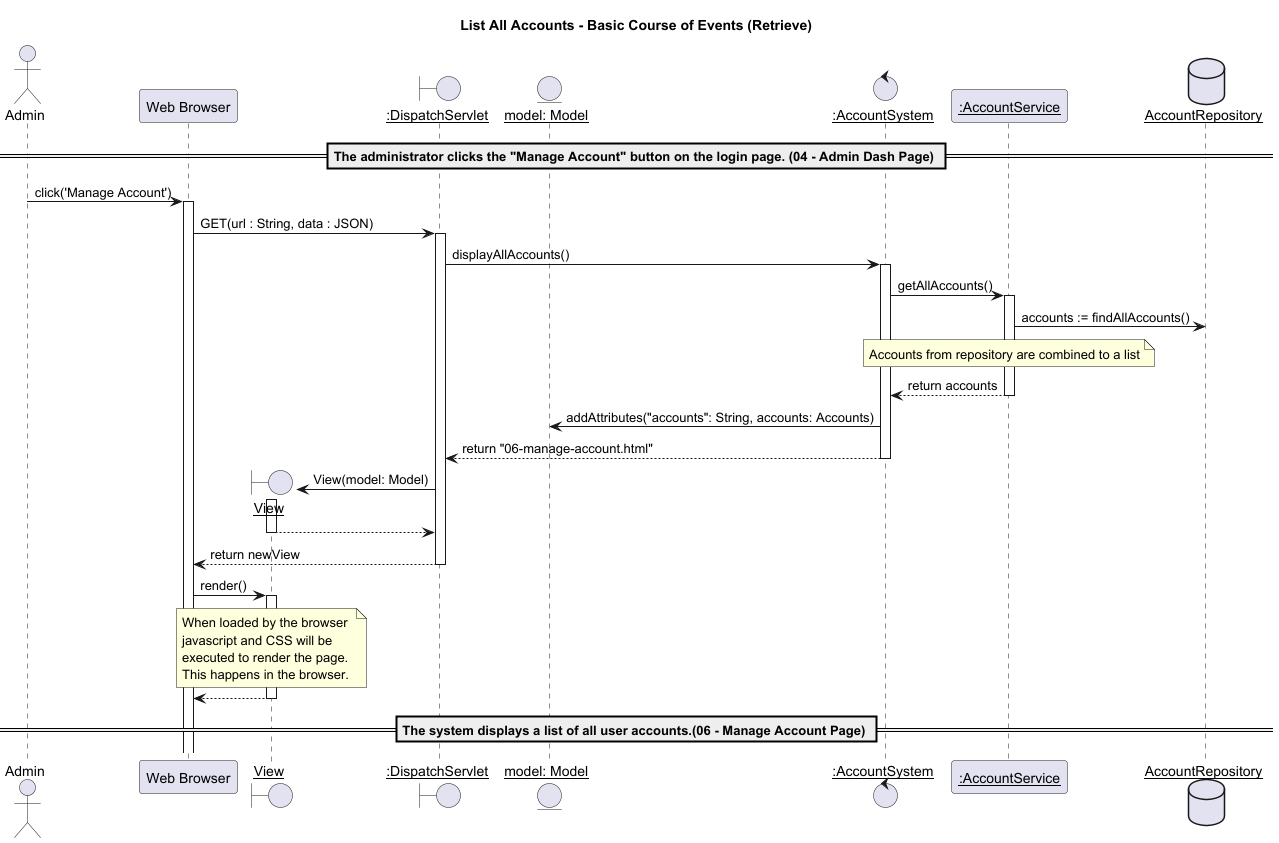 List All Accounts - Basic Course of Events (Retrieve)
Admin
Web Browser
:DispatchServlet
model: Model
:AccountSystem
:AccountService
AccountRepository
The administrator clicks the "Manage Account" button on the login page. (04 - Admin Dash Page)
click('Manage Account')
GET(url : String, data : JSON)
displayAllAccounts()
getAllAccounts()
accounts := findAllAccounts()
Accounts from repository are combined to a list
return accounts
addAttributes("accounts": String, accounts: Accounts)
return "06-manage-account.html"
View(model: Model)
View
return newView
render()
When loaded by the browser
javascript and CSS will be
executed to render the page.
This happens in the browser.
The system displays a list of all user accounts.(06 - Manage Account Page)
Admin
Web Browser
View
:DispatchServlet
model: Model
:AccountSystem
:AccountService
AccountRepository